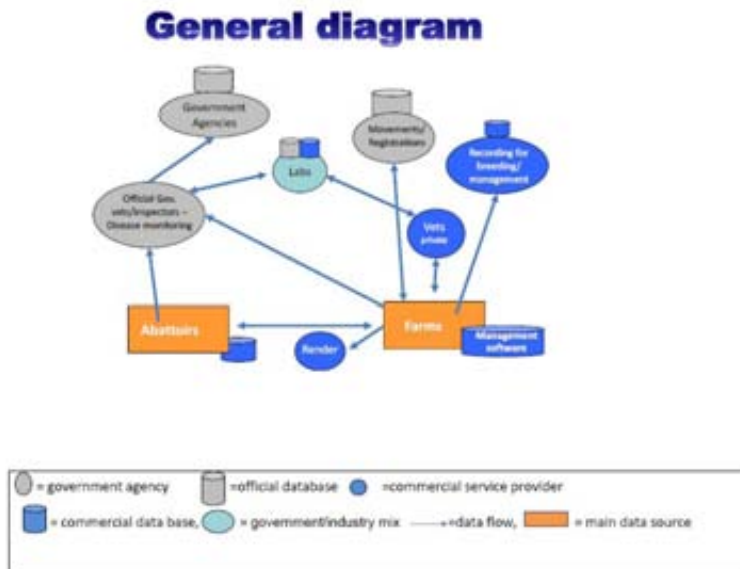 General diagram
Government
Agencies
Movements/
Registrations
Recording for
breeding/
management
Labs
Official Gov.
vets/inspectors –
Disease monitoring
Vets
private
Abattoirs
Render
Farms
Management
software
= government agency
=official database
=commercial service provider
= commercial data base,
= government/industry mix
=data flow,
= main data source